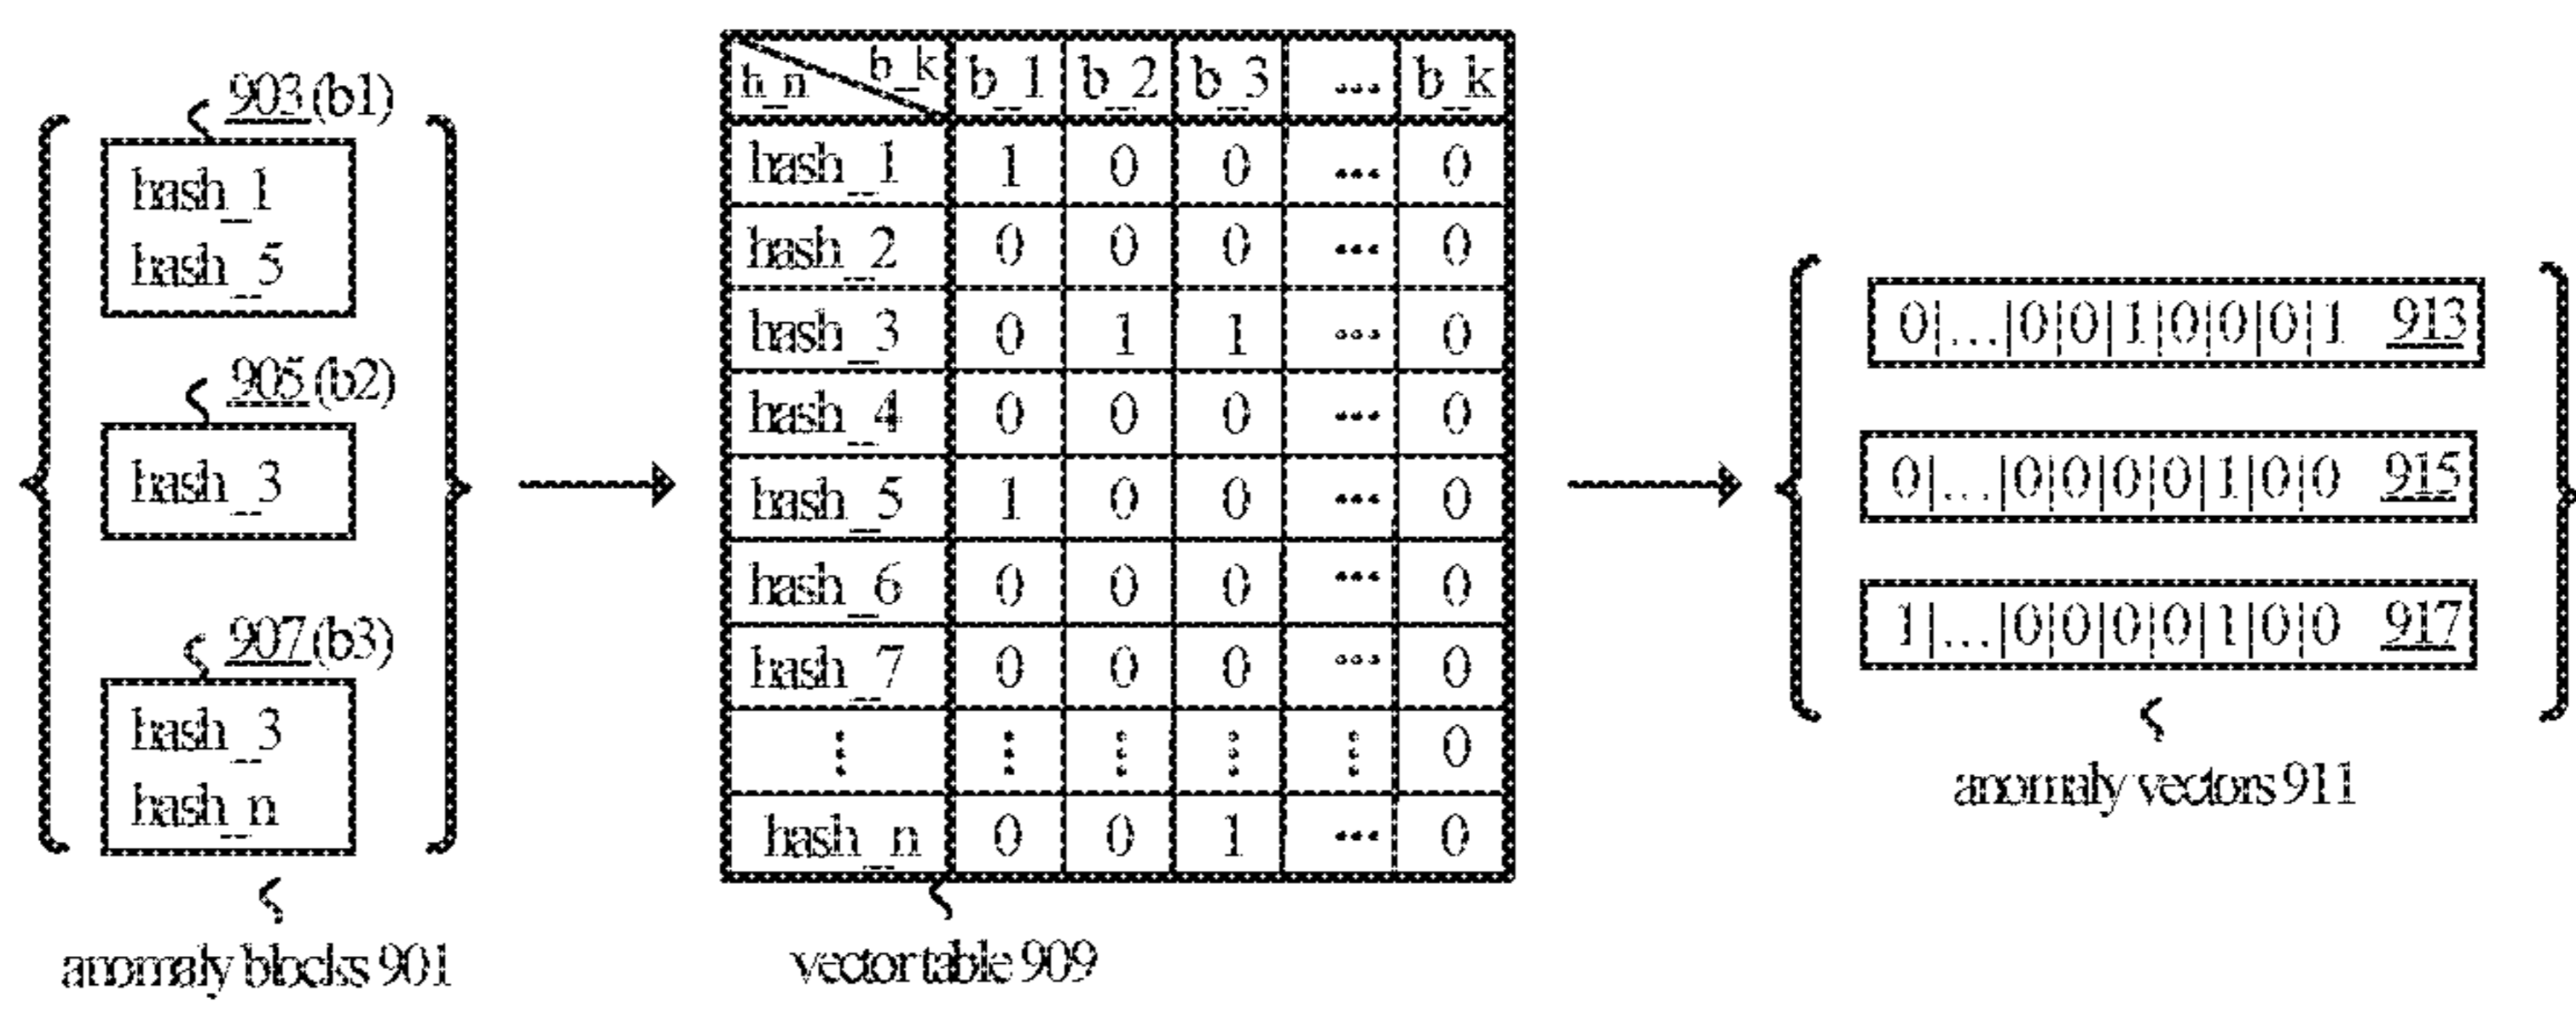 903 (b1)
hash_1
hash_5
905 (b2)
hash_3
907 (b3)
hash_3
hash_n
anomaly blocks 901
h_n b_k b_1 b_2 b_3 ... b_k
hash_1 1 0 0 ... 0
hash_2 0 0 0 ... 0
hash_3 0 1 1 ... 0
hash_4 0 0 0 ... 0
hash_5 1 0 0 ... 0
hash_6 0 0 0 ... 0
hash_7 0 0 0 ... 0
⋮ ⋮ ⋮ ⋮ ⋮ 0
hash_n 0 0 1 ... 0
vector table 909
0|...|0|0|1|0|0|0|1 913
0|...|0|0|0|0|1|0|0 915
1|...|0|0|0|0|1|0|0 917
anomaly vectors 911